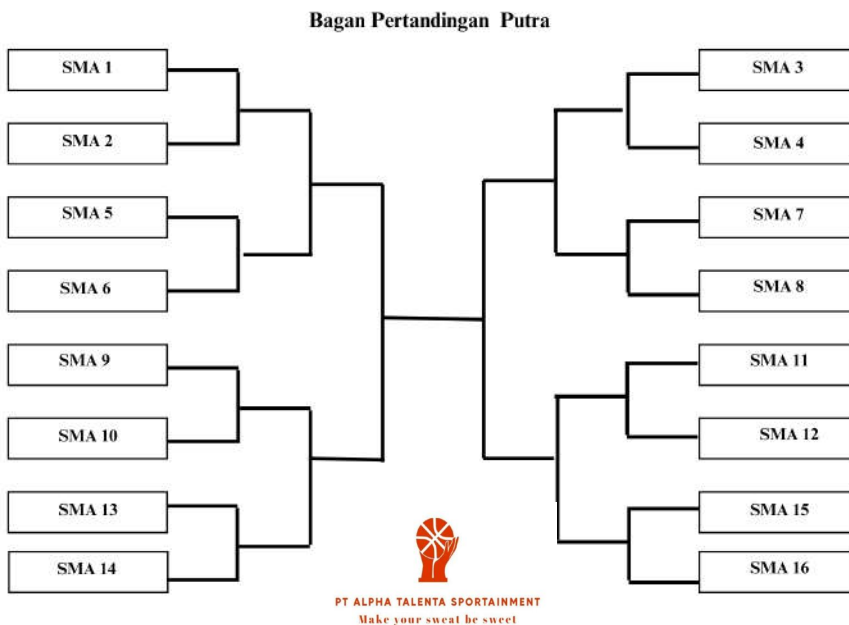 Bagan Pertandingan Putra
SMA 1
SMA 2
SMA 5
SMA 6
SMA 9
SMA 10
SMA 13
SMA 14
SMA 3
SMA 4
SMA 7
SMA 8
SMA 11
SMA 12
SMA 15
SMA 16
PT ALPHA TALENTA SPORTAINMENT
Make your sweat be sweet